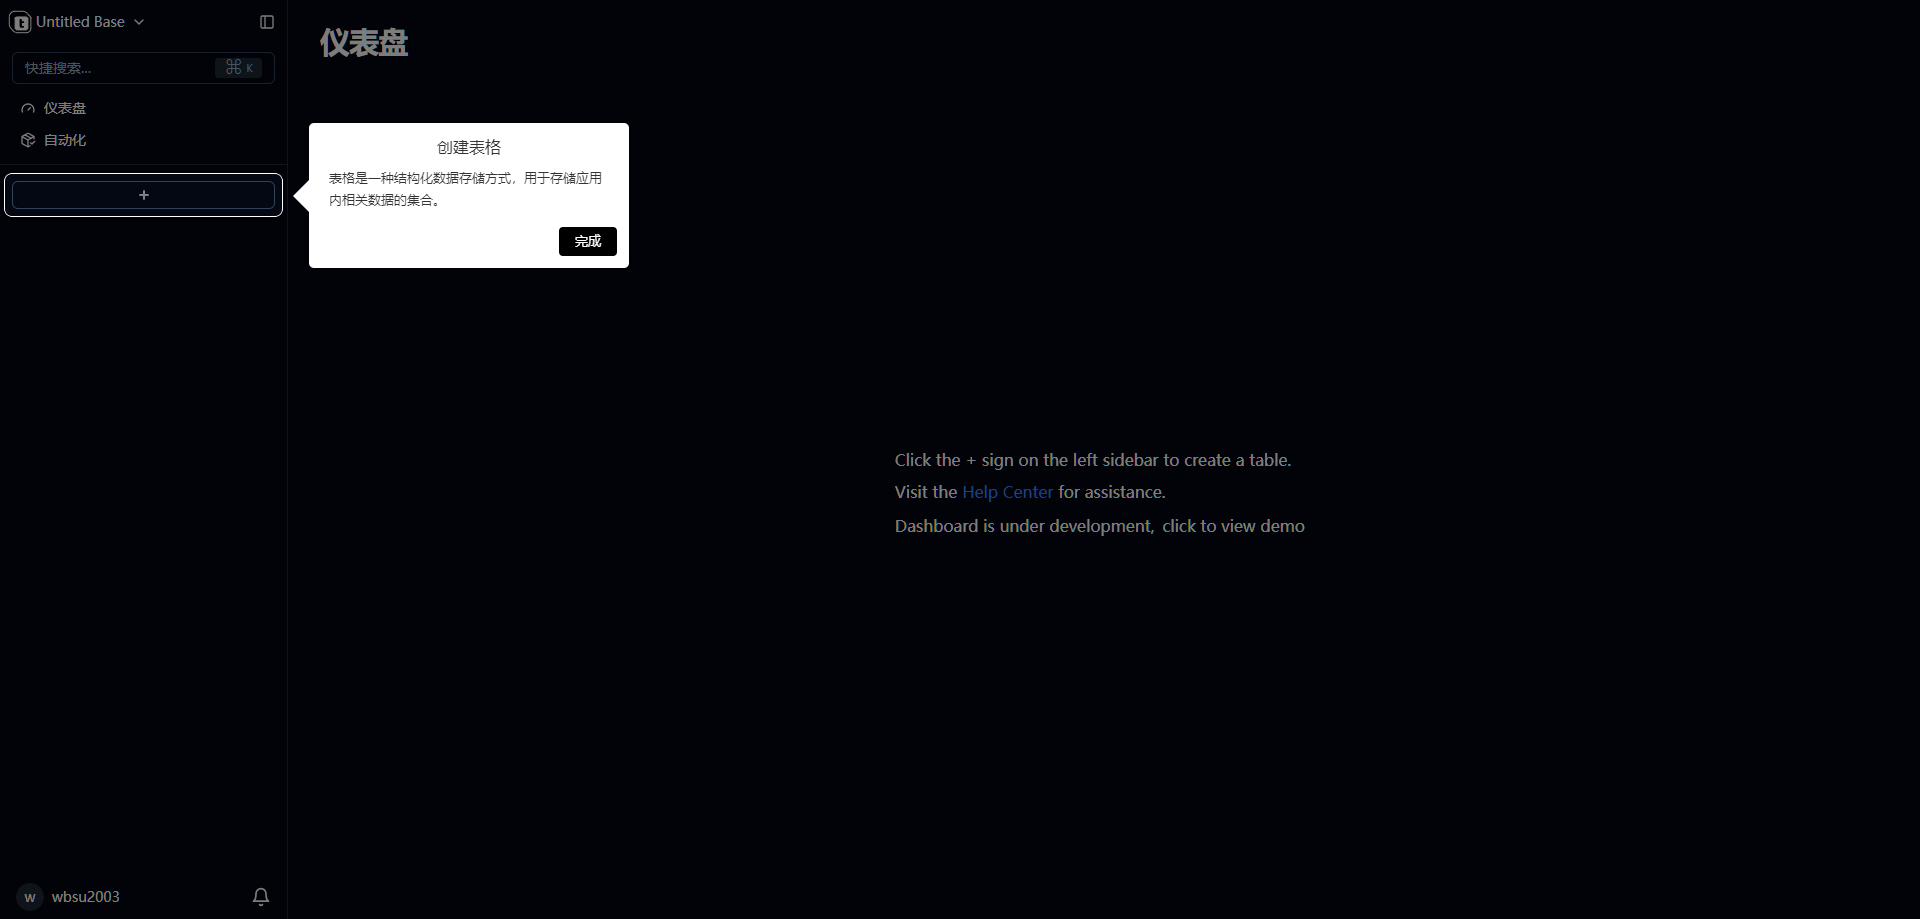 Untitled Base
快捷搜索...
⌘ K
仪表盘
自动化
+
仪表盘
创建表格
表格是一种结构化数据存储方式，用于存储应用
内相关数据的集合。
完成
Click the + sign on the left sidebar to create a table.
Visit the Help Center for assistance.
Dashboard is under development, click to view demo
w wbsu2003